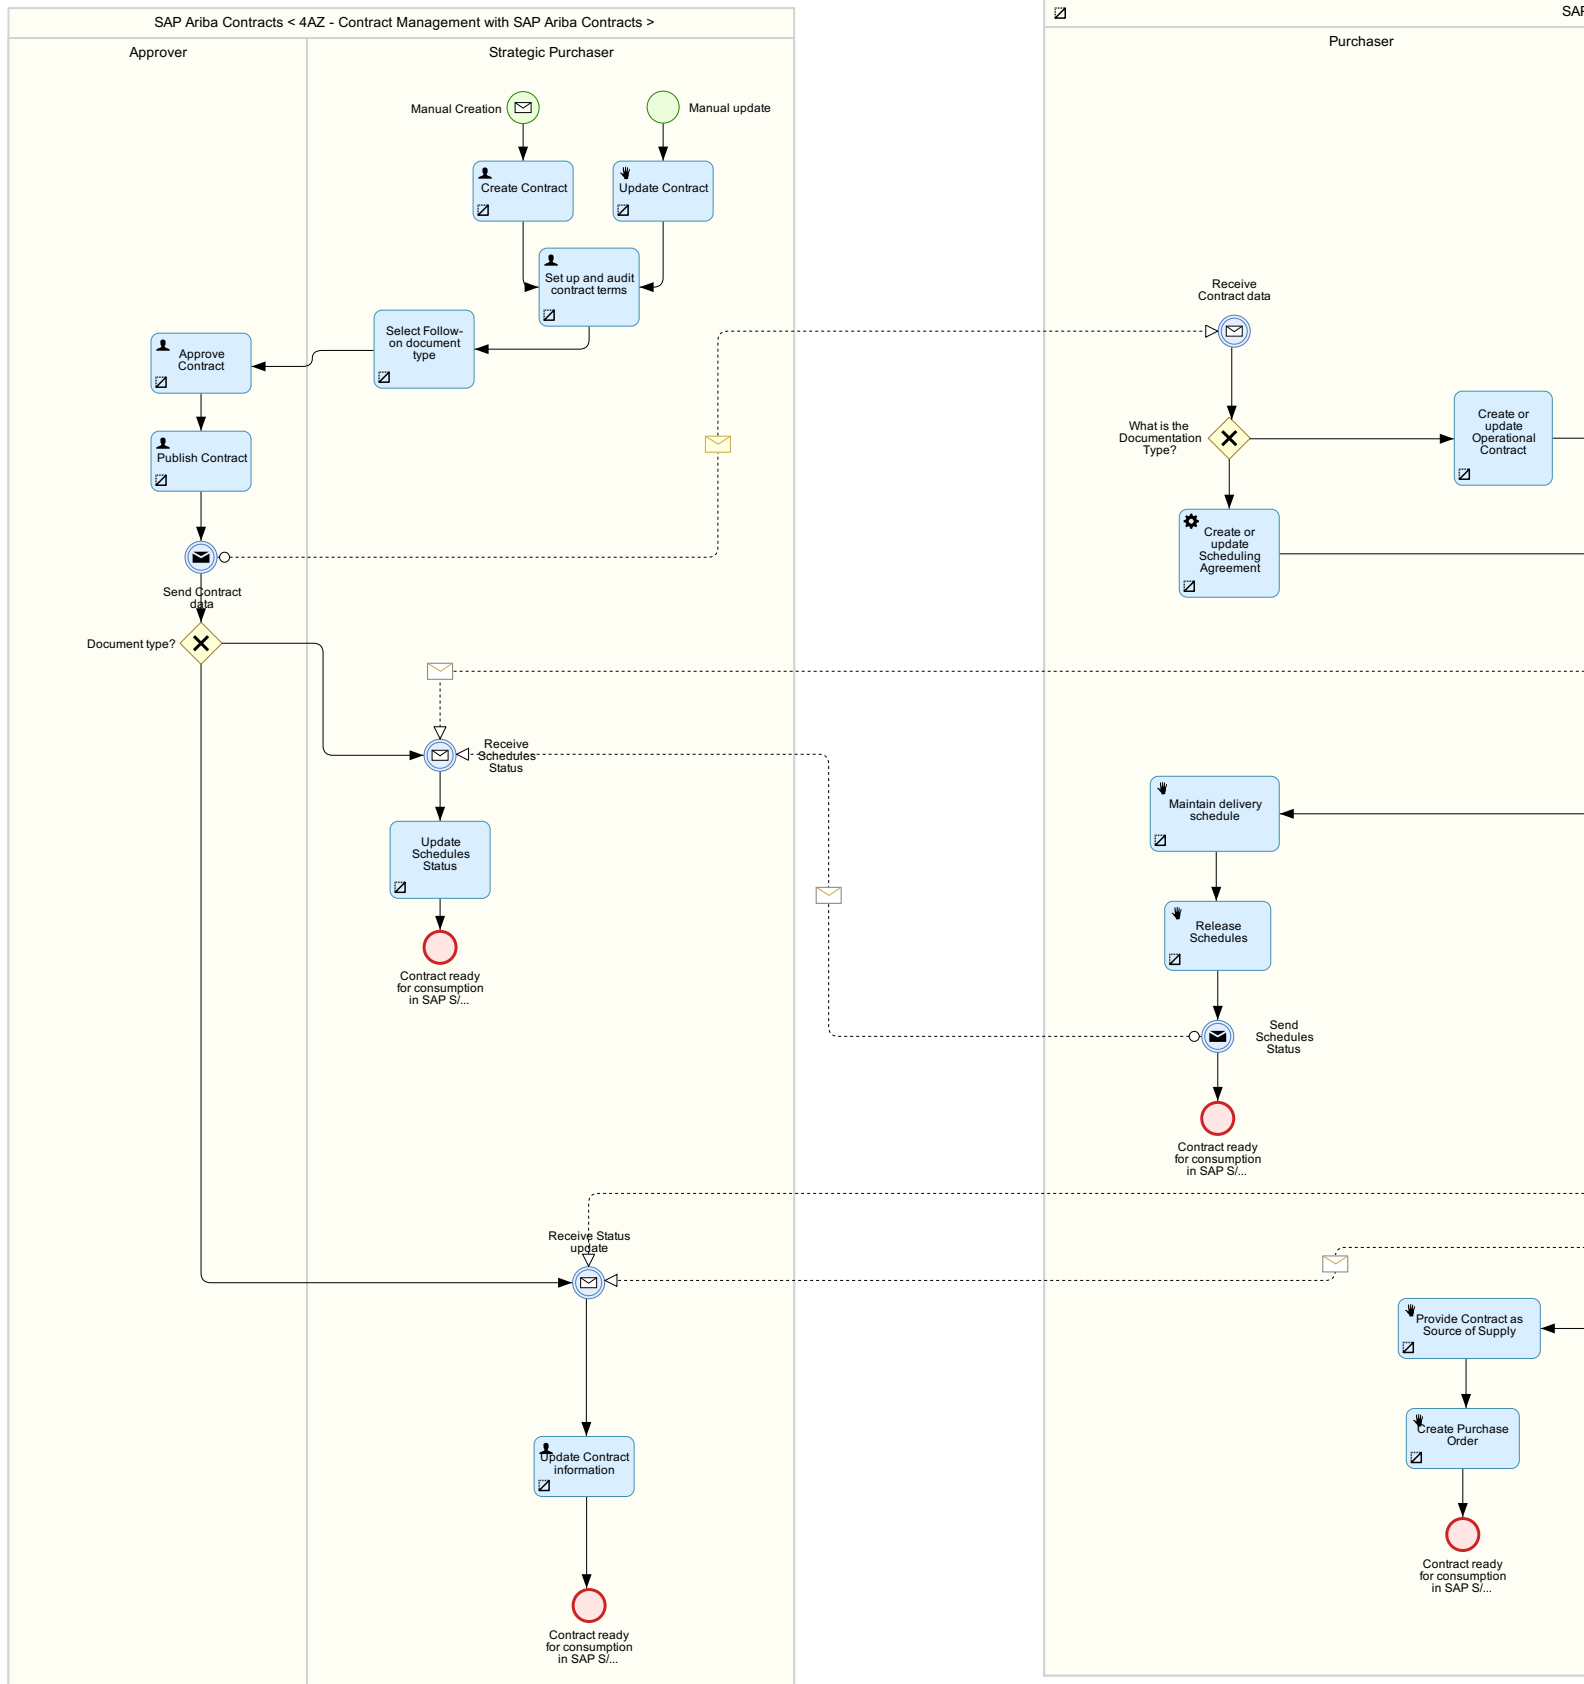 SAP Ariba Contracts < 4AZ - Contract Management with SAP Ariba Contracts >
Approver
Strategic Purchaser
Manual Creation
Manual update
Create Contract
Update Contract
Set up and audit
contract terms
Select Follow-
on document
type
Approve
Contract
Publish Contract
Send Contract
data
Document type?
Receive
Schedules
Status
Update
Schedules
Status
Contract ready
for consumption
in SAP S/...
Receive Status
update
Update Contract
information
Contract ready
for consumption
in SAP S/...
SAP
Purchaser
Receive
Contract data
What is the
Documentation
Type?
Create or
update
Operational
Contract
Create or
update
Scheduling
Agreement
Maintain delivery
schedule
Release
Schedules
Send
Schedules
Status
Contract ready
for consumption
in SAP S/...
Provide Contract as
Source of Supply
Create Purchase
Order
Contract ready
for consumption
in SAP S/...